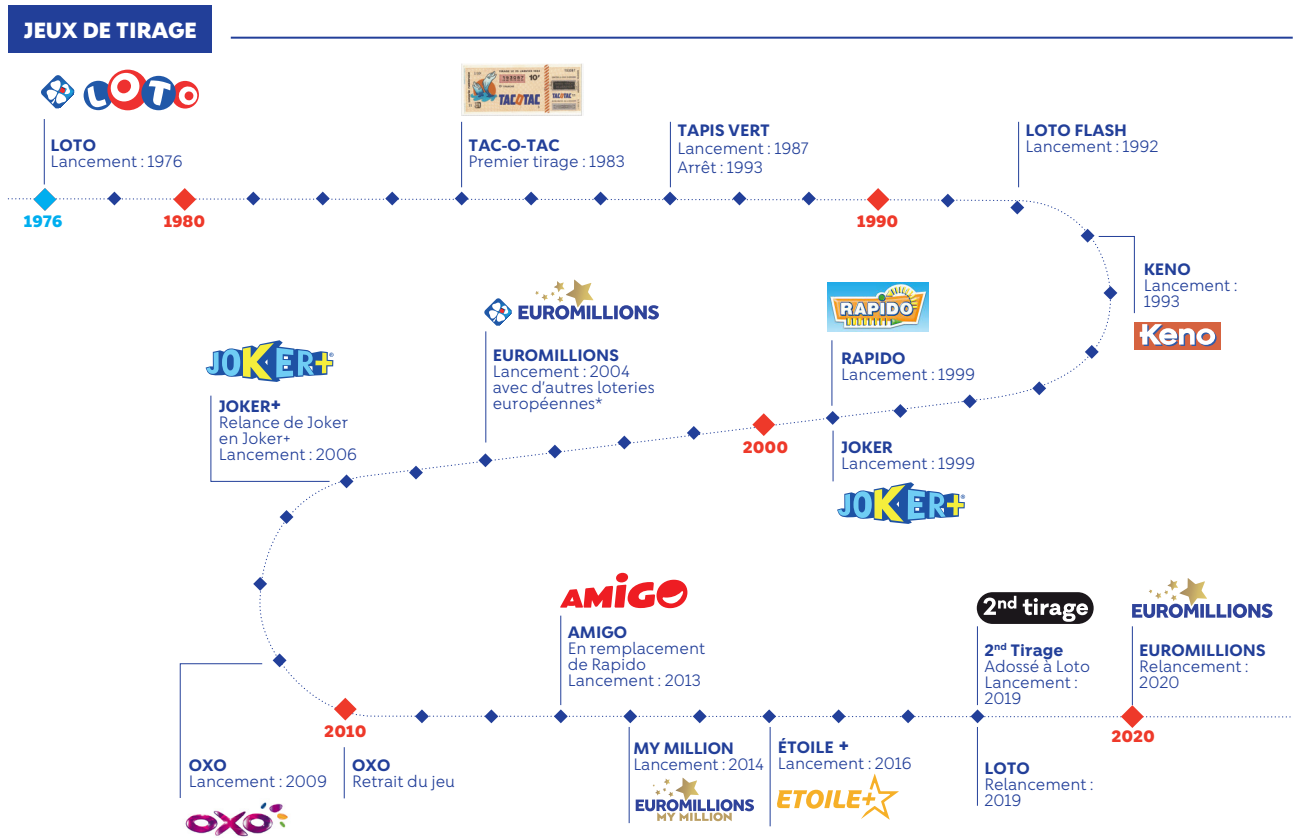 JEUX DE TIRAGE
LOTO
LOTO
Lancement : 1976
10F
TACOTAC
TACOTAC
TAC-O-TAC
Premier tirage : 1983
TAPIS VERT
Lancement : 1987
Arrêt : 1993
LOTO FLASH
Lancement : 1992
1976
1980
1990
KENO
Lancement :
1993
Keno
RAPIDO
RAPIDO
Lancement : 1999
EUROMILLIONS
EUROMILLIONS
Lancement : 2004
avec d'autres loteries
européennes*
JOKER+
JOKER+
Relance de Joker
en Joker+
Lancement : 2006
2000
JOKER
Lancement : 1999
JOKER+
AMIGO
AMIGO
En remplacement
de Rapido
Lancement : 2013
2nd tirage
2nd Tirage
Adossé à Loto
Lancement :
2019
EUROMILLIONS
EUROMILLIONS
Relancement :
2020
2010
2020
OXO
Lancement : 2009
OXO
OXO
Retrait du jeu
MY MILLION
Lancement : 2014
EUROMILLIONS
MY MILLION
ÉTOILE +
Lancement : 2016
ETOILE+
LOTO
Relancement :
2019